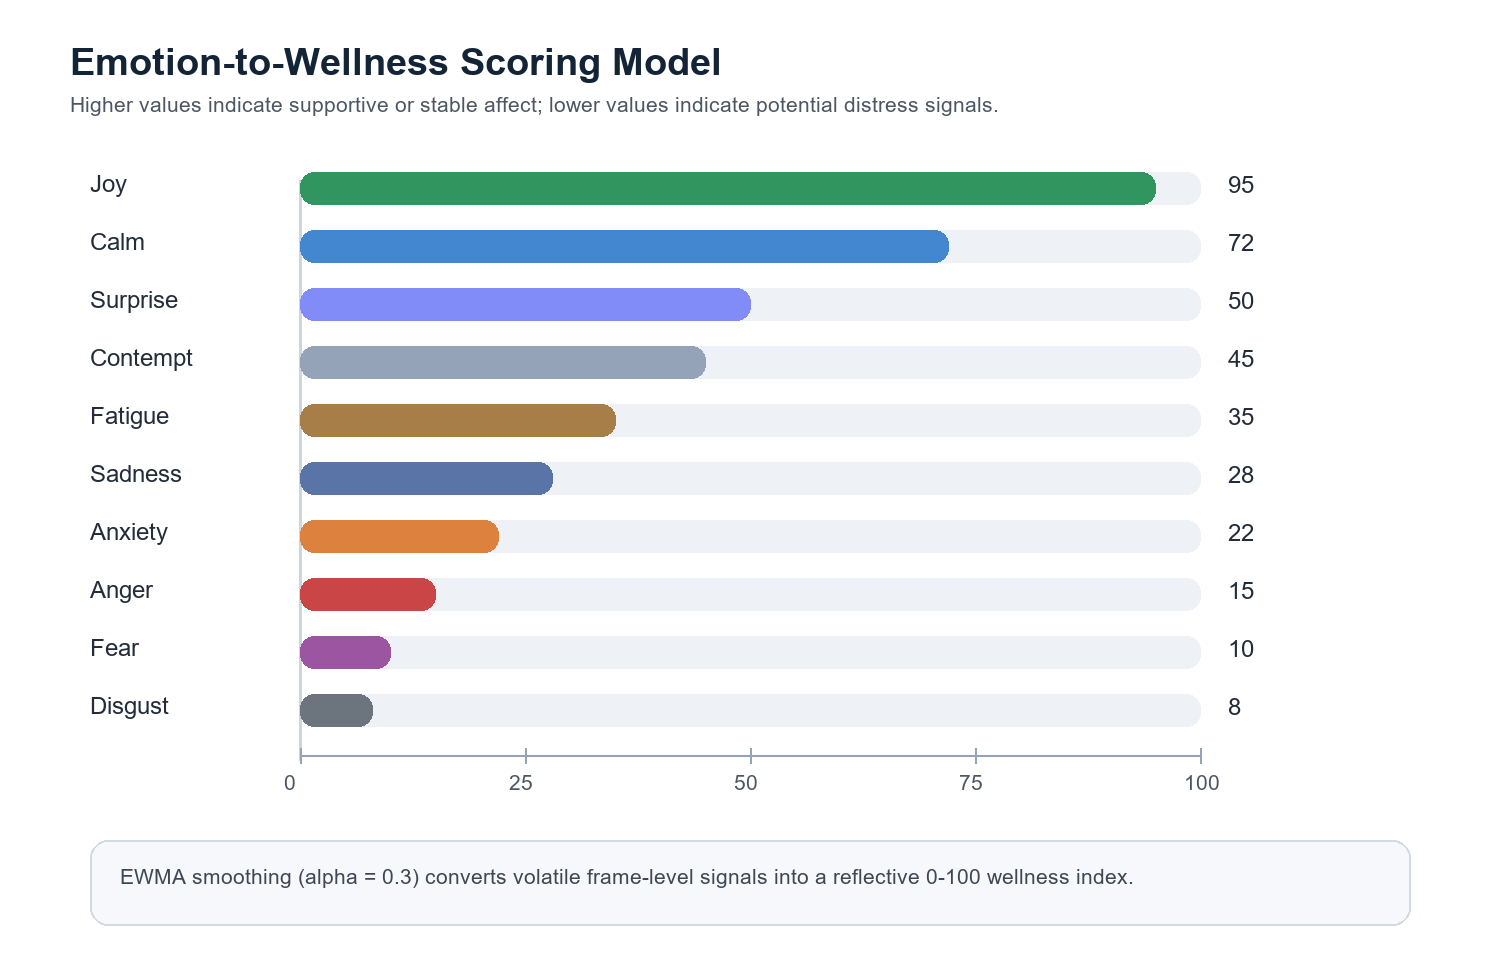 Emotion-to-Wellness Scoring Model
Higher values indicate supportive or stable affect; lower values indicate potential distress signals.
Joy 95
Calm 72
Surprise 50
Contempt 45
Fatigue 35
Sadness 28
Anxiety 22
Anger 15
Fear 10
Disgust 8
0 25 50 75 100
EWMA smoothing (alpha = 0.3) converts volatile frame-level signals into a reflective 0-100 wellness index.